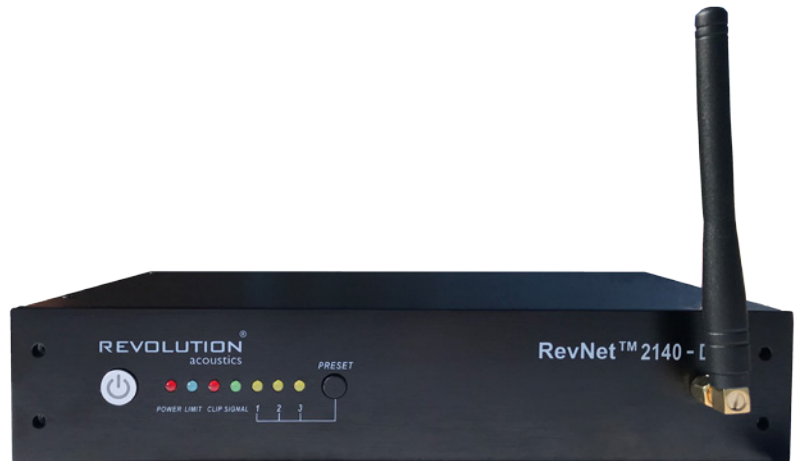 REVOLUTION®
acoustics
RevNet™ 2140 -
PRESET
POWER LIMIT CLIP SIGNAL 1 2 3